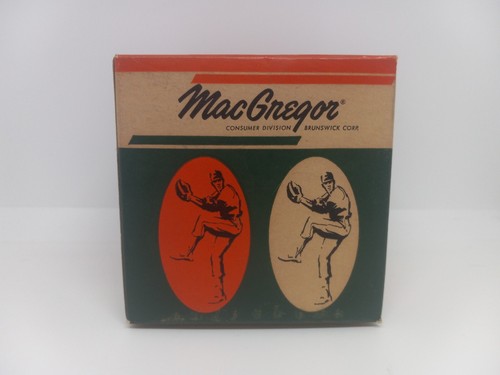 MacGregor®
CONSUMER DIVISION BRUNSWICK CORP.